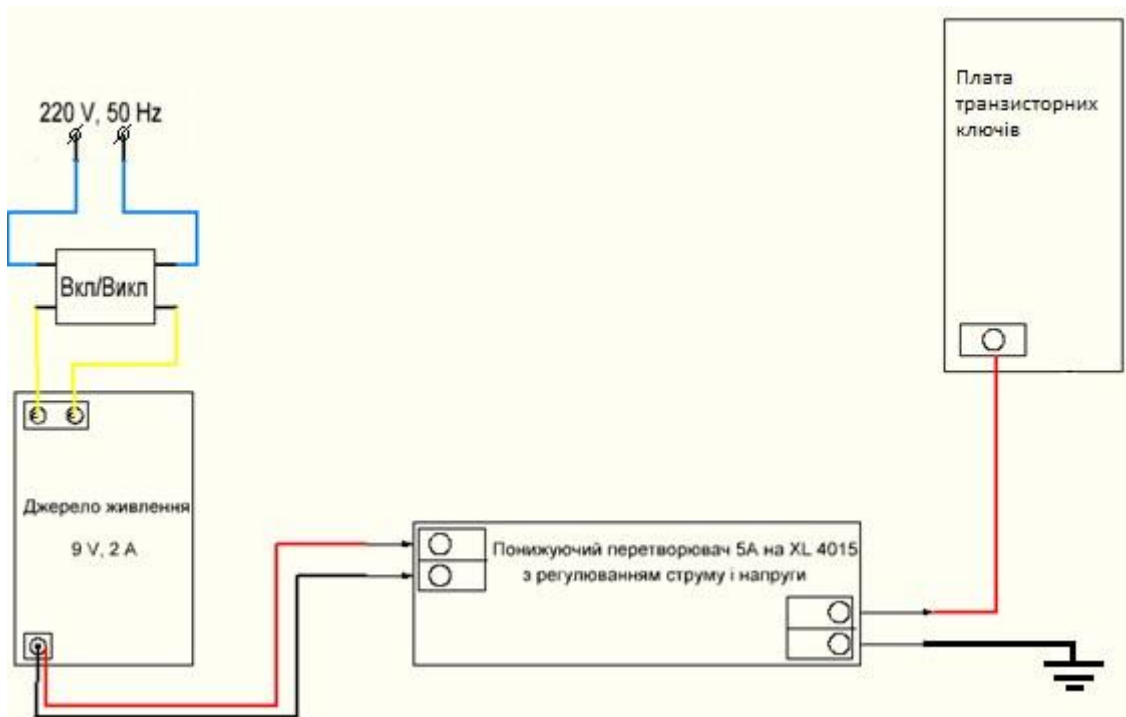 Плата
транзисторних
ключів
220 V, 50 Hz
Вкл/Викл
Джерело живлення
9 V, 2 A
Понижуючий перетворювач 5А на XL 4015
з регулюванням струму і напруги